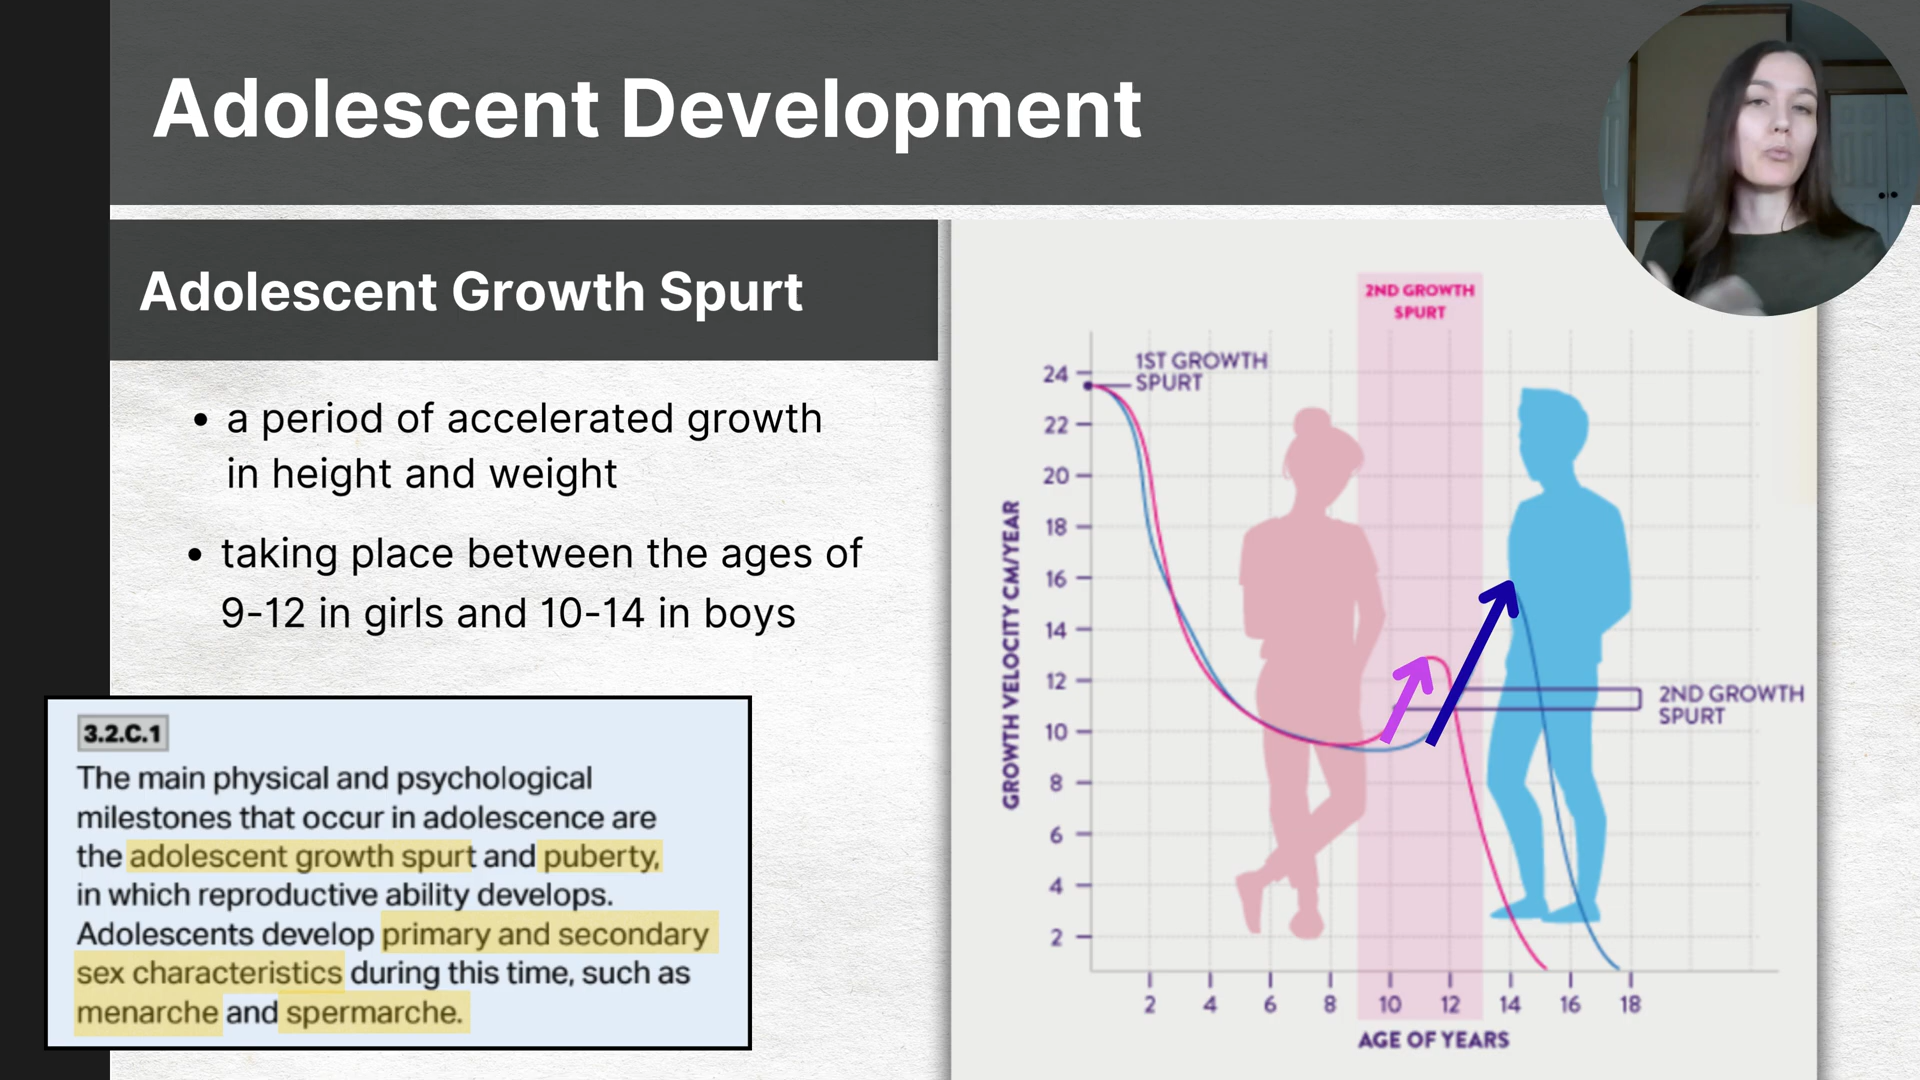 Adolescent Development
Adolescent Growth Spurt
• a period of accelerated growth
in height and weight
• taking place between the ages of
9-12 in girls and 10-14 in boys
3.2.C.1
The main physical and psychological
milestones that occur in adolescence are
the adolescent growth spurt and puberty,
in which reproductive ability develops.
Adolescents develop primary and secondary
sex characteristics during this time, such as
menarche and spermarche.
2ND GROWTH
SPURT
1ST GROWTH
SPURT
24
22
20
18
16
14
12
10
8
6
4
2
GROWTH VELOCITY CM/YEAR
2ND GROWTH
SPURT
2 4 6 8 10 12 14 16 18
AGE OF YEARS